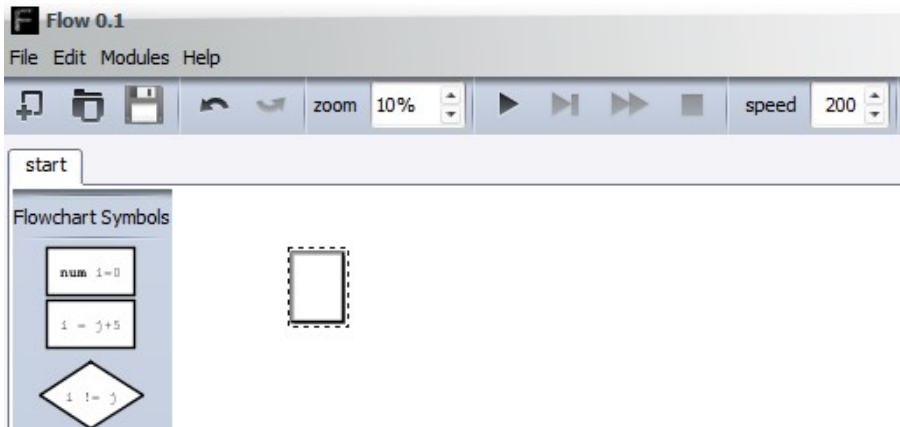 Flow 0.1
File Edit Modules Help
zoom 10% speed 200
start
Flowchart Symbols
num i=0
i = j+5
i != j